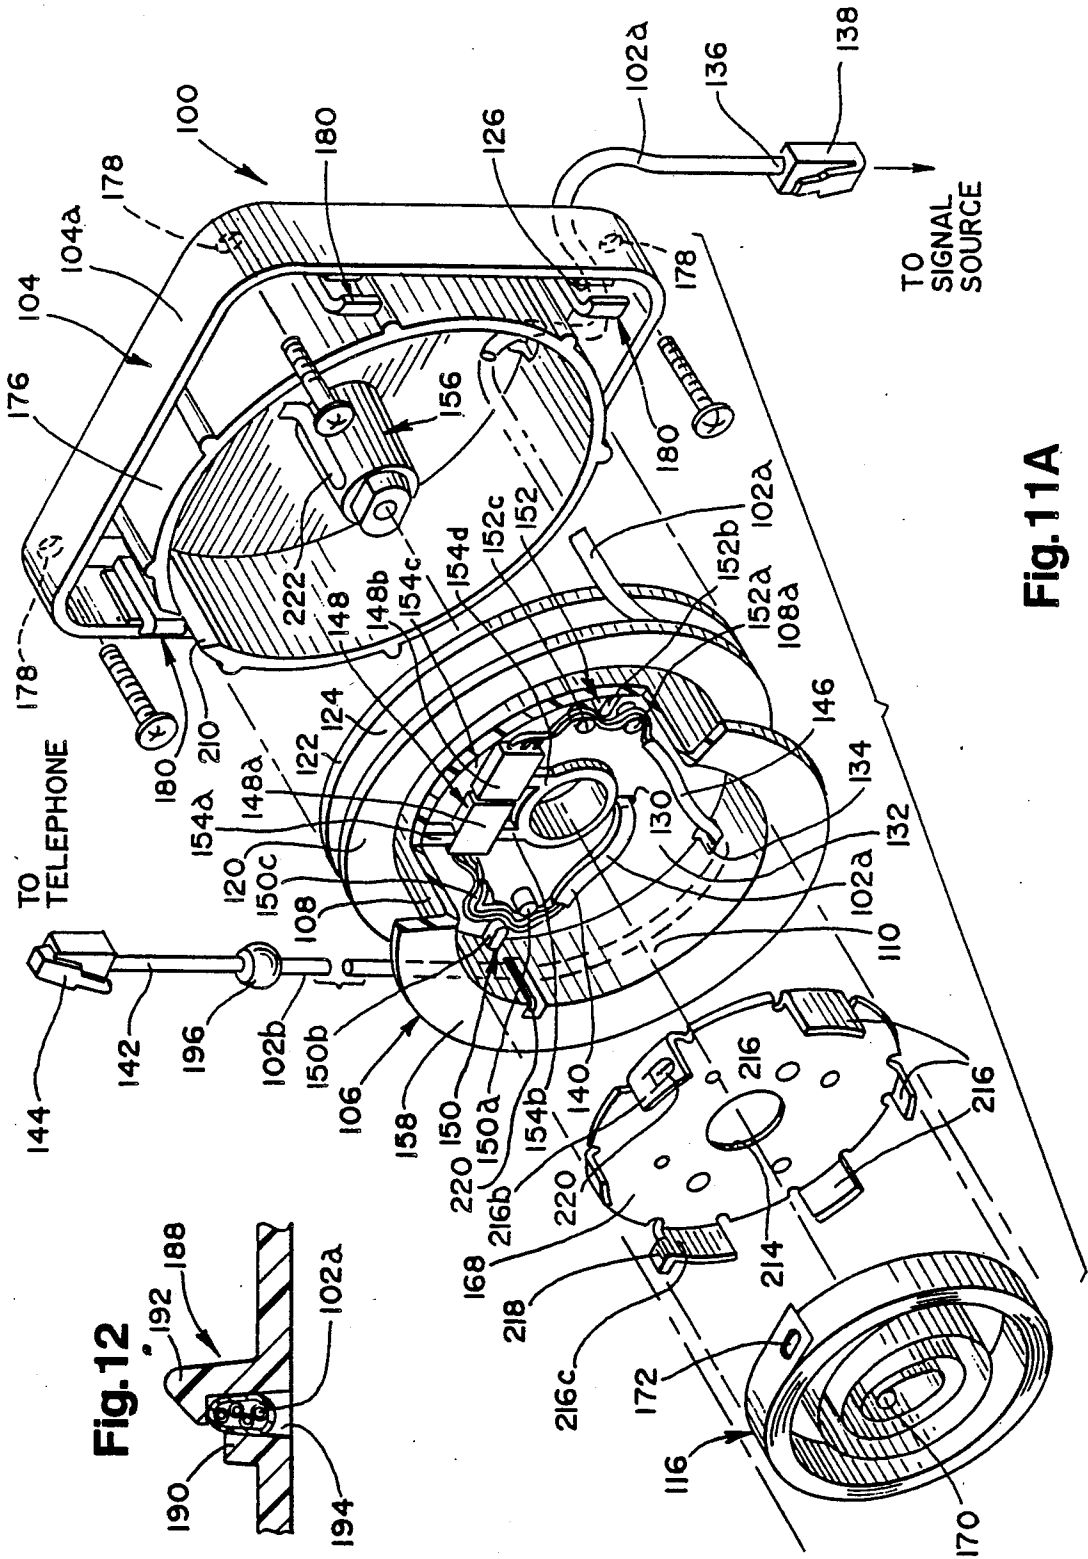 Fig. 12
190
192
188
102a
194
144
142
196
102b
150b
106
158
150
150a
220
154b
216b
140
220
168
218
216c
172
116
170
214
216
216
216
110
102a
132
134
146
130
TO
TELEPHONE
108
120
150c
154a
148a
122
124
222
148
148b
154c
154d
152c
152
102a
152b
152a
108a
180
210
178
176
104
104a
178
100
180
156
126
180
178
102a
136
138
TO
SIGNAL
SOURCE
Fig. 11A